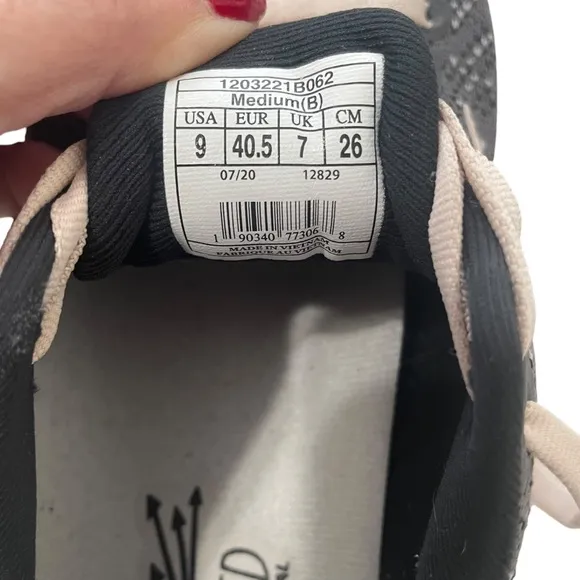 1203221B062
Medium(B)
USA EUR UK CM
9 40.5 7 26
07/20 12829
1 90340 77306 8
MADE IN VIETNAM
FABRIQUE AU VIETNAM